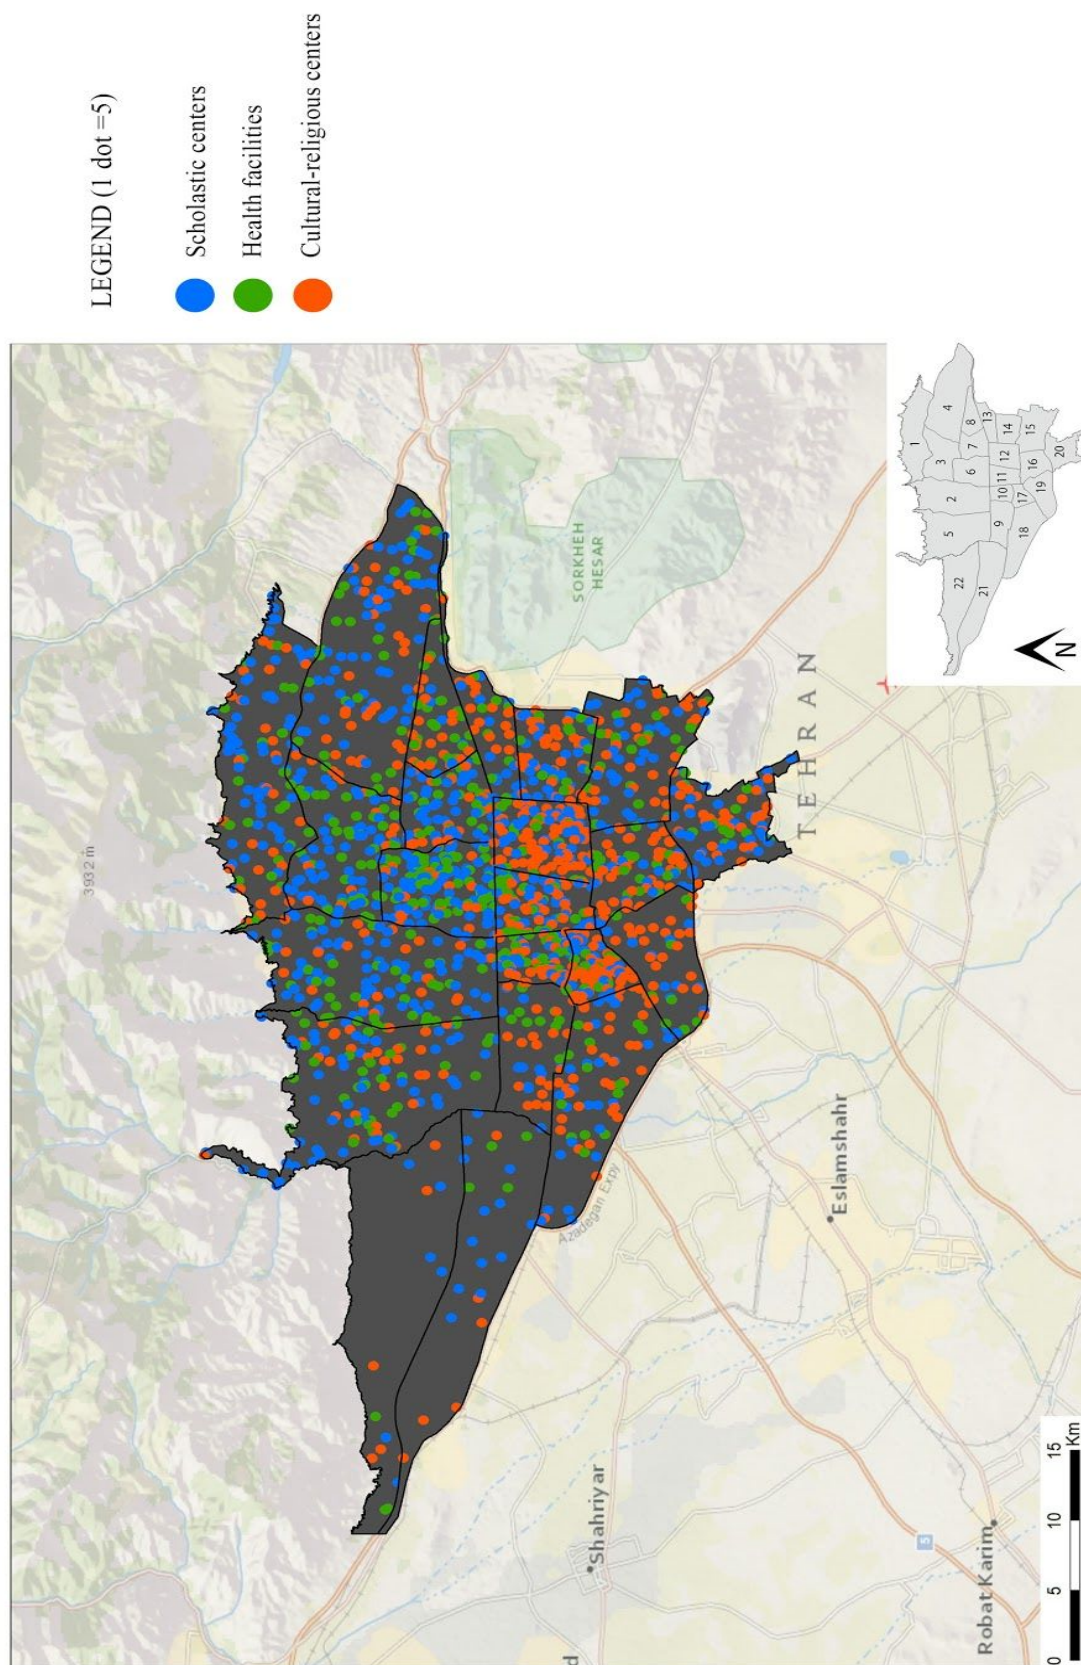 LEGEND (1 dot =5)
Scholastic centers
Health facilities
Cultural-religious centers
3932 m
SORKHEH
HESAR
TEHRAN
Azadegan Expy
Eslamshahr
Shahriyar
Robat Karim
5
d
0 5 10 15
Km
N
1
2
3
4
5
6
7
8
9
10
11
12
13
14
15
16
17
18
19
20
21
22